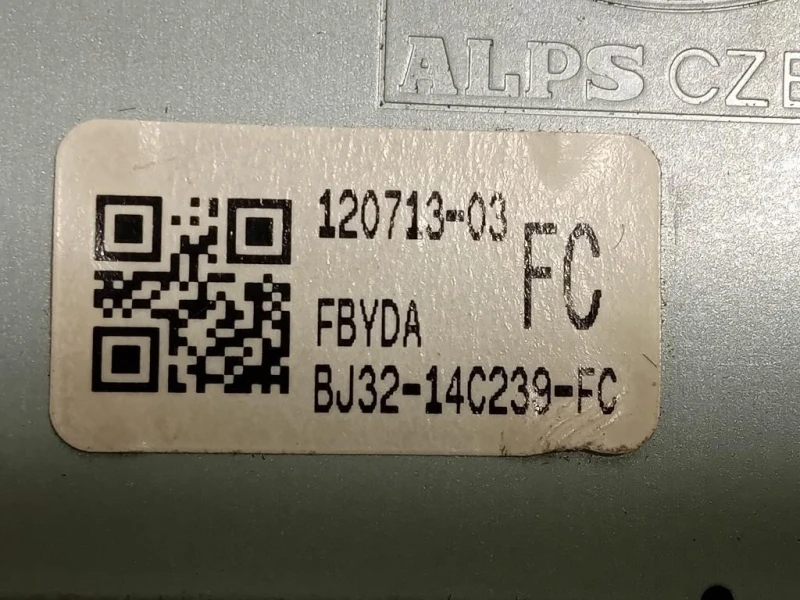 ALPS CZE
120713-03
FC
FBYDA
BJ32-14C239-FC